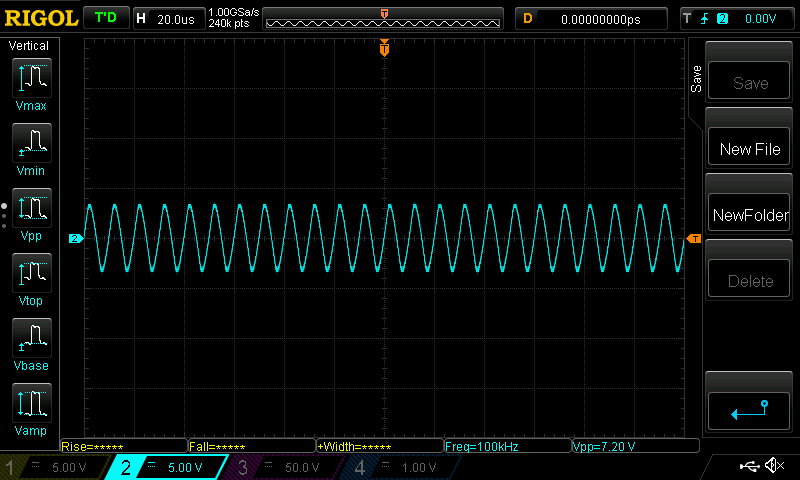 RIGOL T'D H 20.0us 1.00GSa/s D 0.00000000ps T 2 0.00V
240k pts
T
Vertical
T
Vmax
Vmin
Vpp
Vtop
Vbase
Vamp
2
T
Save
Save
New File
NewFolder
Delete
Rise=***** Fall=***** +Width=***** Freq=100kHz Vpp=7.20 V
1 5.00 V 2 5.00 V 3 50.0 V 4 1.00 V